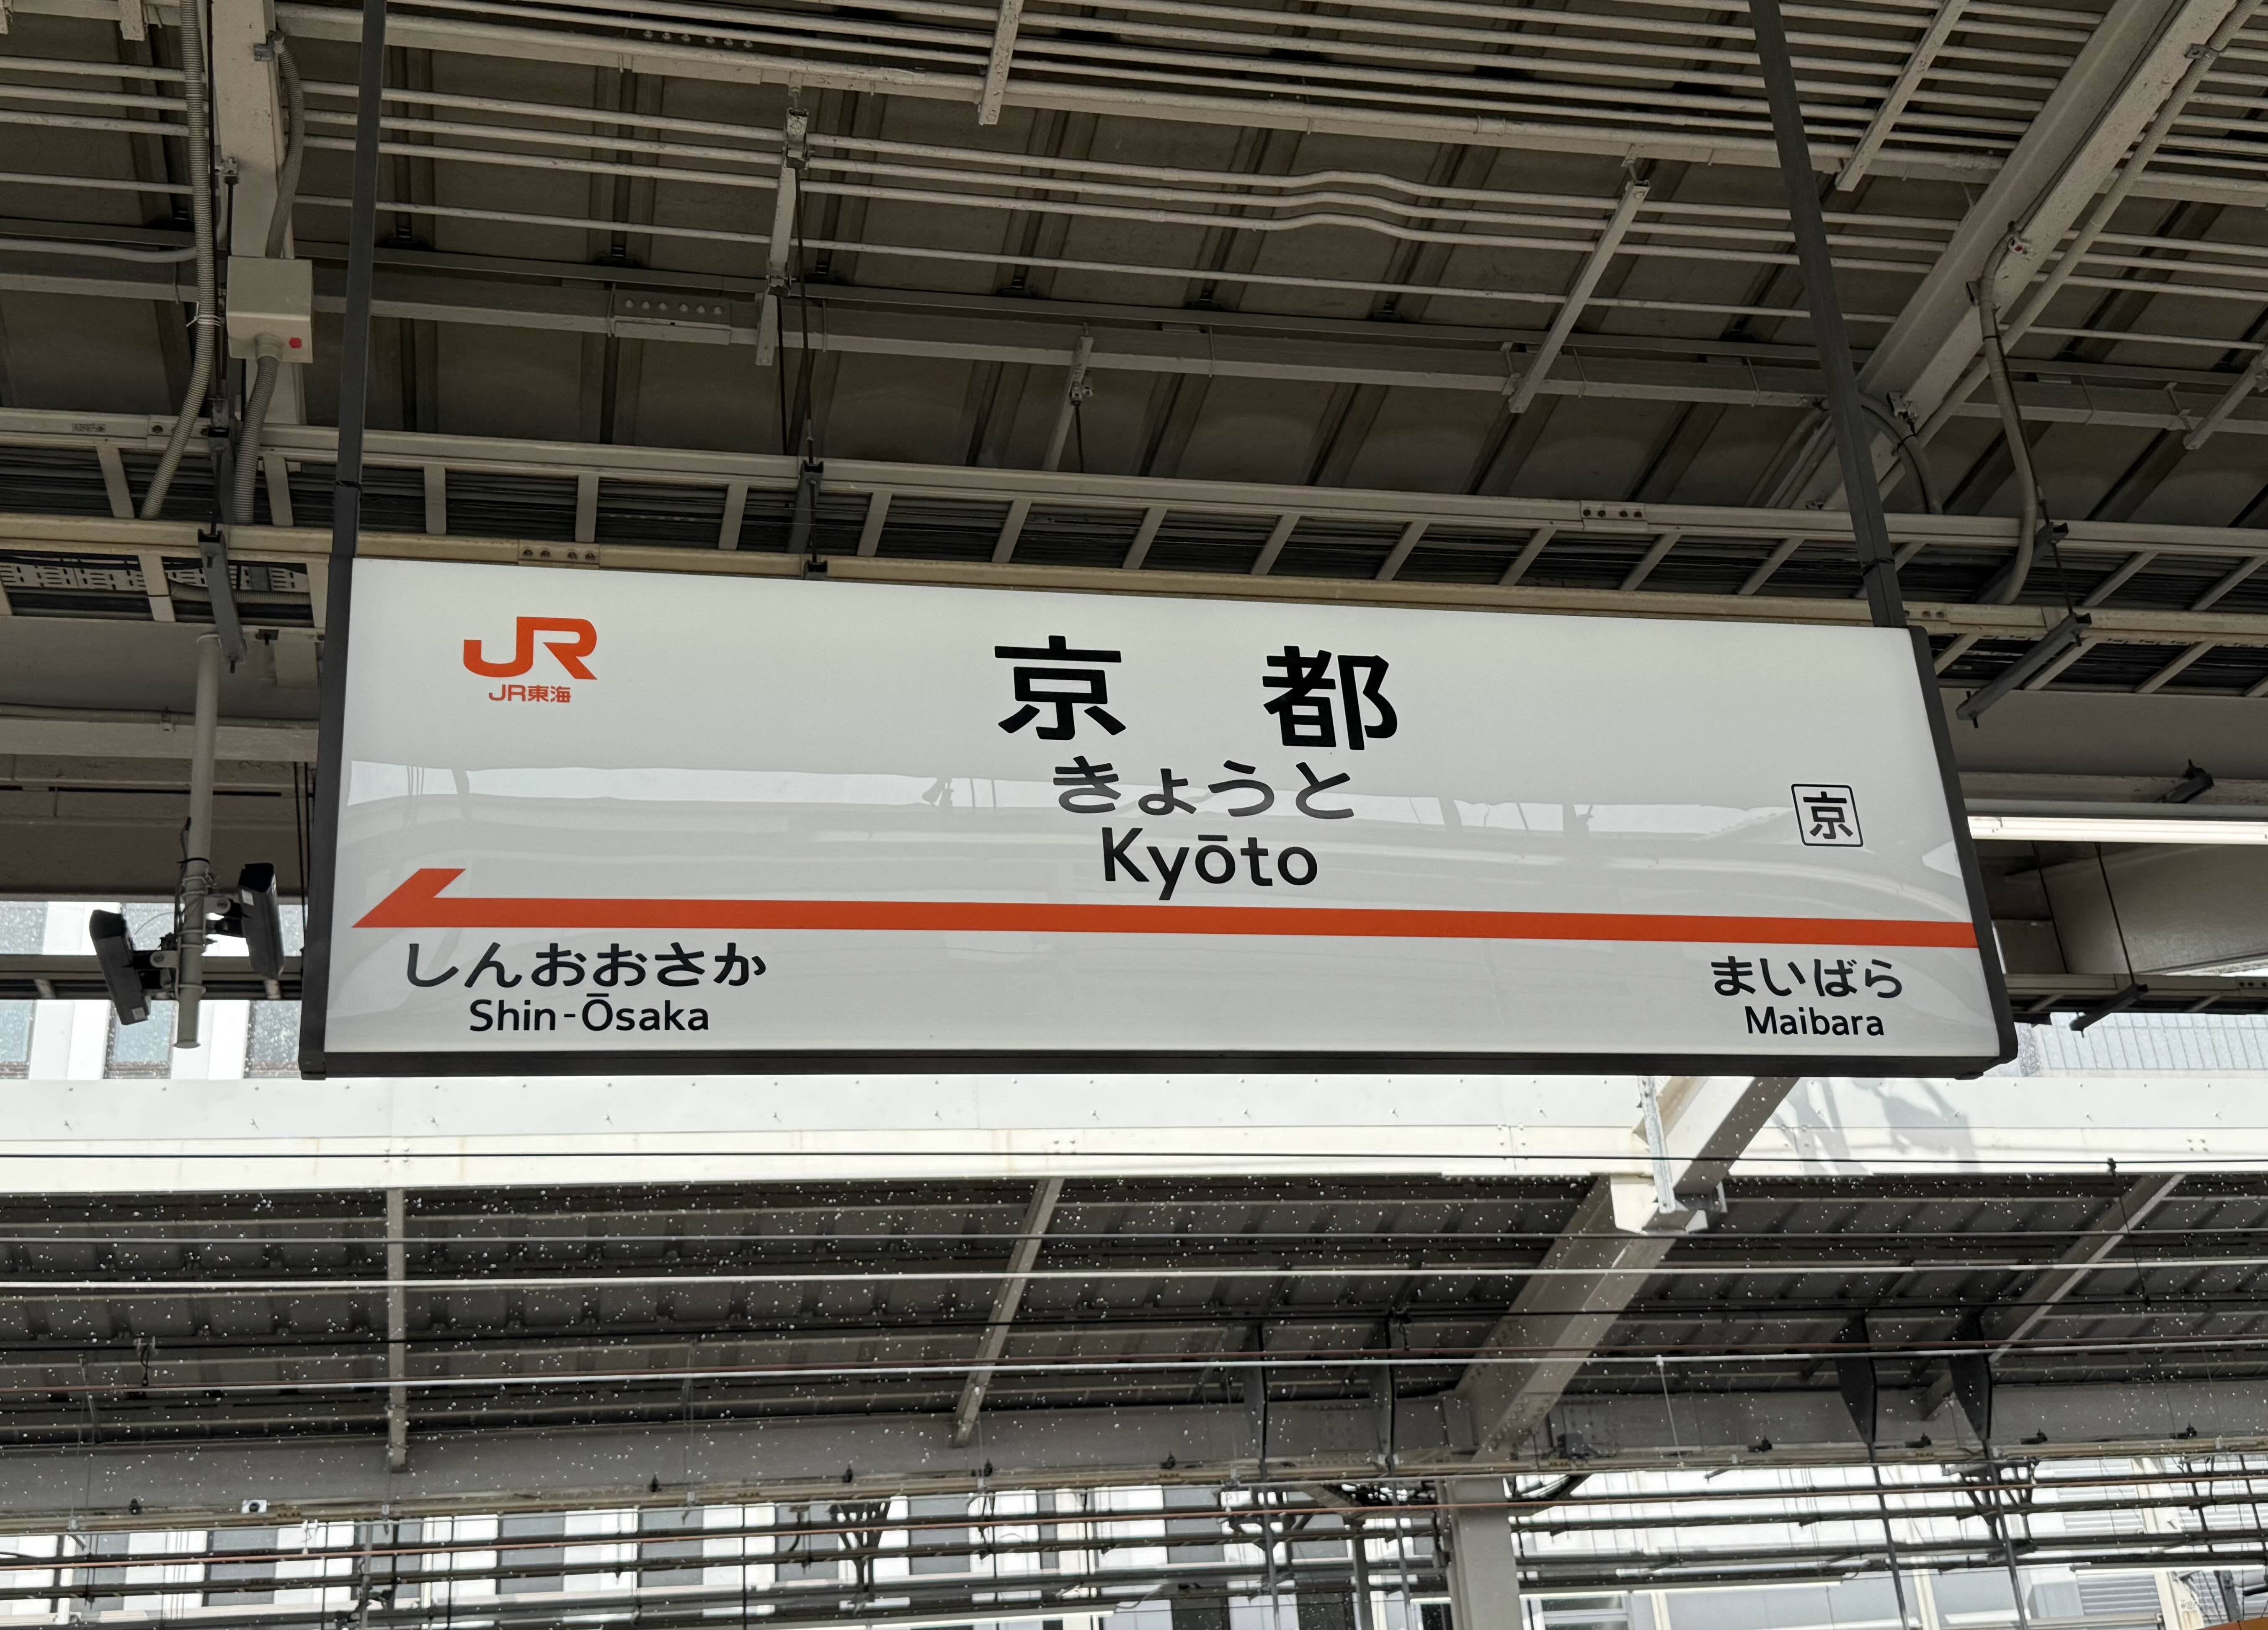 JR
JR東海
京都
きょうと
Kyōto
京
しんおおさか
Shin-Ōsaka
まいばら
Maibara